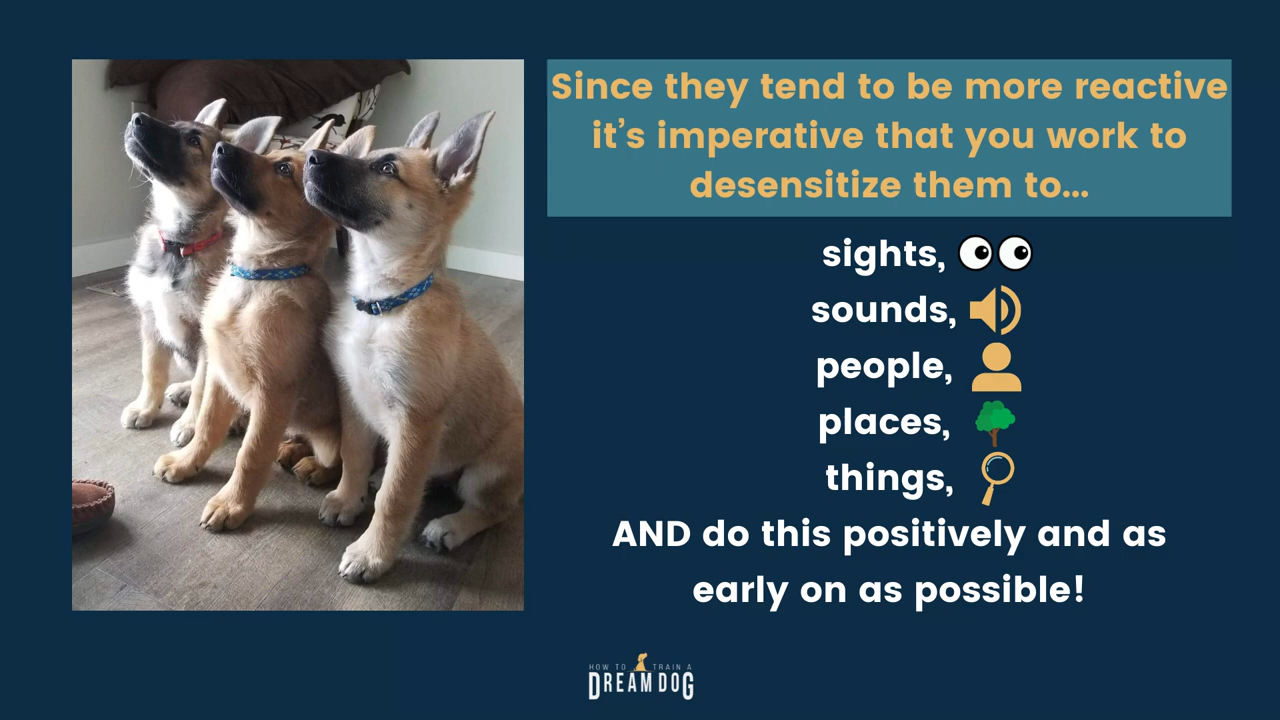 Since they tend to be more reactive
it's imperative that you work to
desensitize them to...
sights,
sounds,
people,
places,
things,
AND do this positively and as
early on as possible!
HOW TO TRAIN A
DREAM DOG